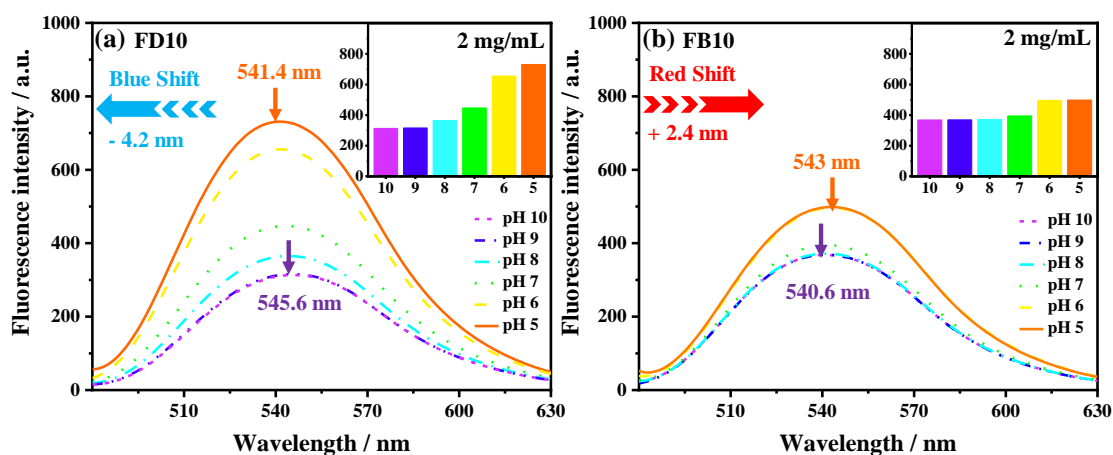 (a) FD10
2 mg/mL
Blue Shift
- 4.2 nm
541.4 nm
545.6 nm
800
600
400
200
0
10 9 8 7 6 5
pH 10
pH 9
pH 8
pH 7
pH 6
pH 5
1000
800
600
400
200
0
510 540 570 600 630
Fluorescence intensity / a.u.
Wavelength / nm
(b) FB10
2 mg/mL
Red Shift
+ 2.4 nm
543 nm
540.6 nm
800
600
400
200
0
10 9 8 7 6 5
pH 10
pH 9
pH 8
pH 7
pH 6
pH 5
1000
800
600
400
200
0
510 540 570 600 630
Fluorescence intensity / a.u.
Wavelength / nm